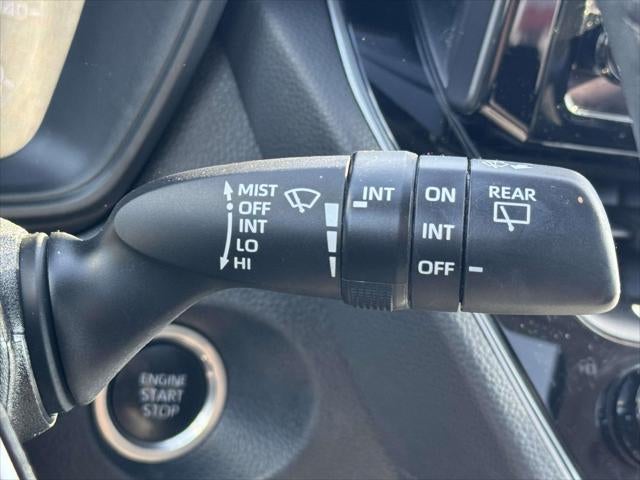 MIST
OFF
INT
LO
HI
INT
ON
INT
OFF
REAR
ENGINE
START
STOP